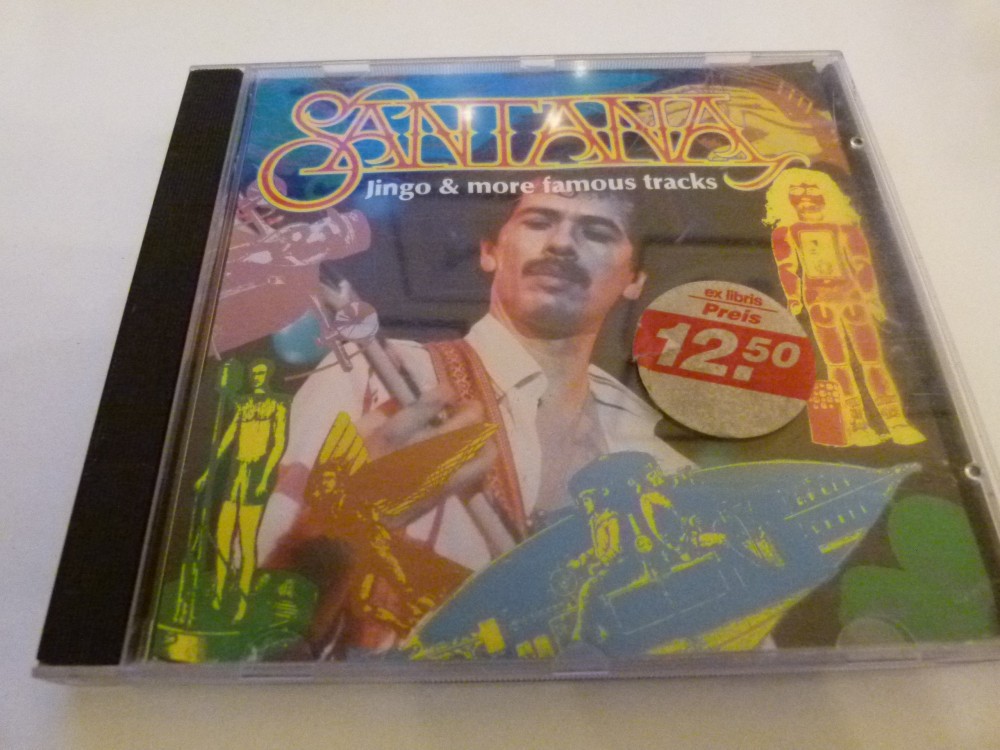 SANTANA
Jingo & more famous tracks
ex libris
Preis
12.50